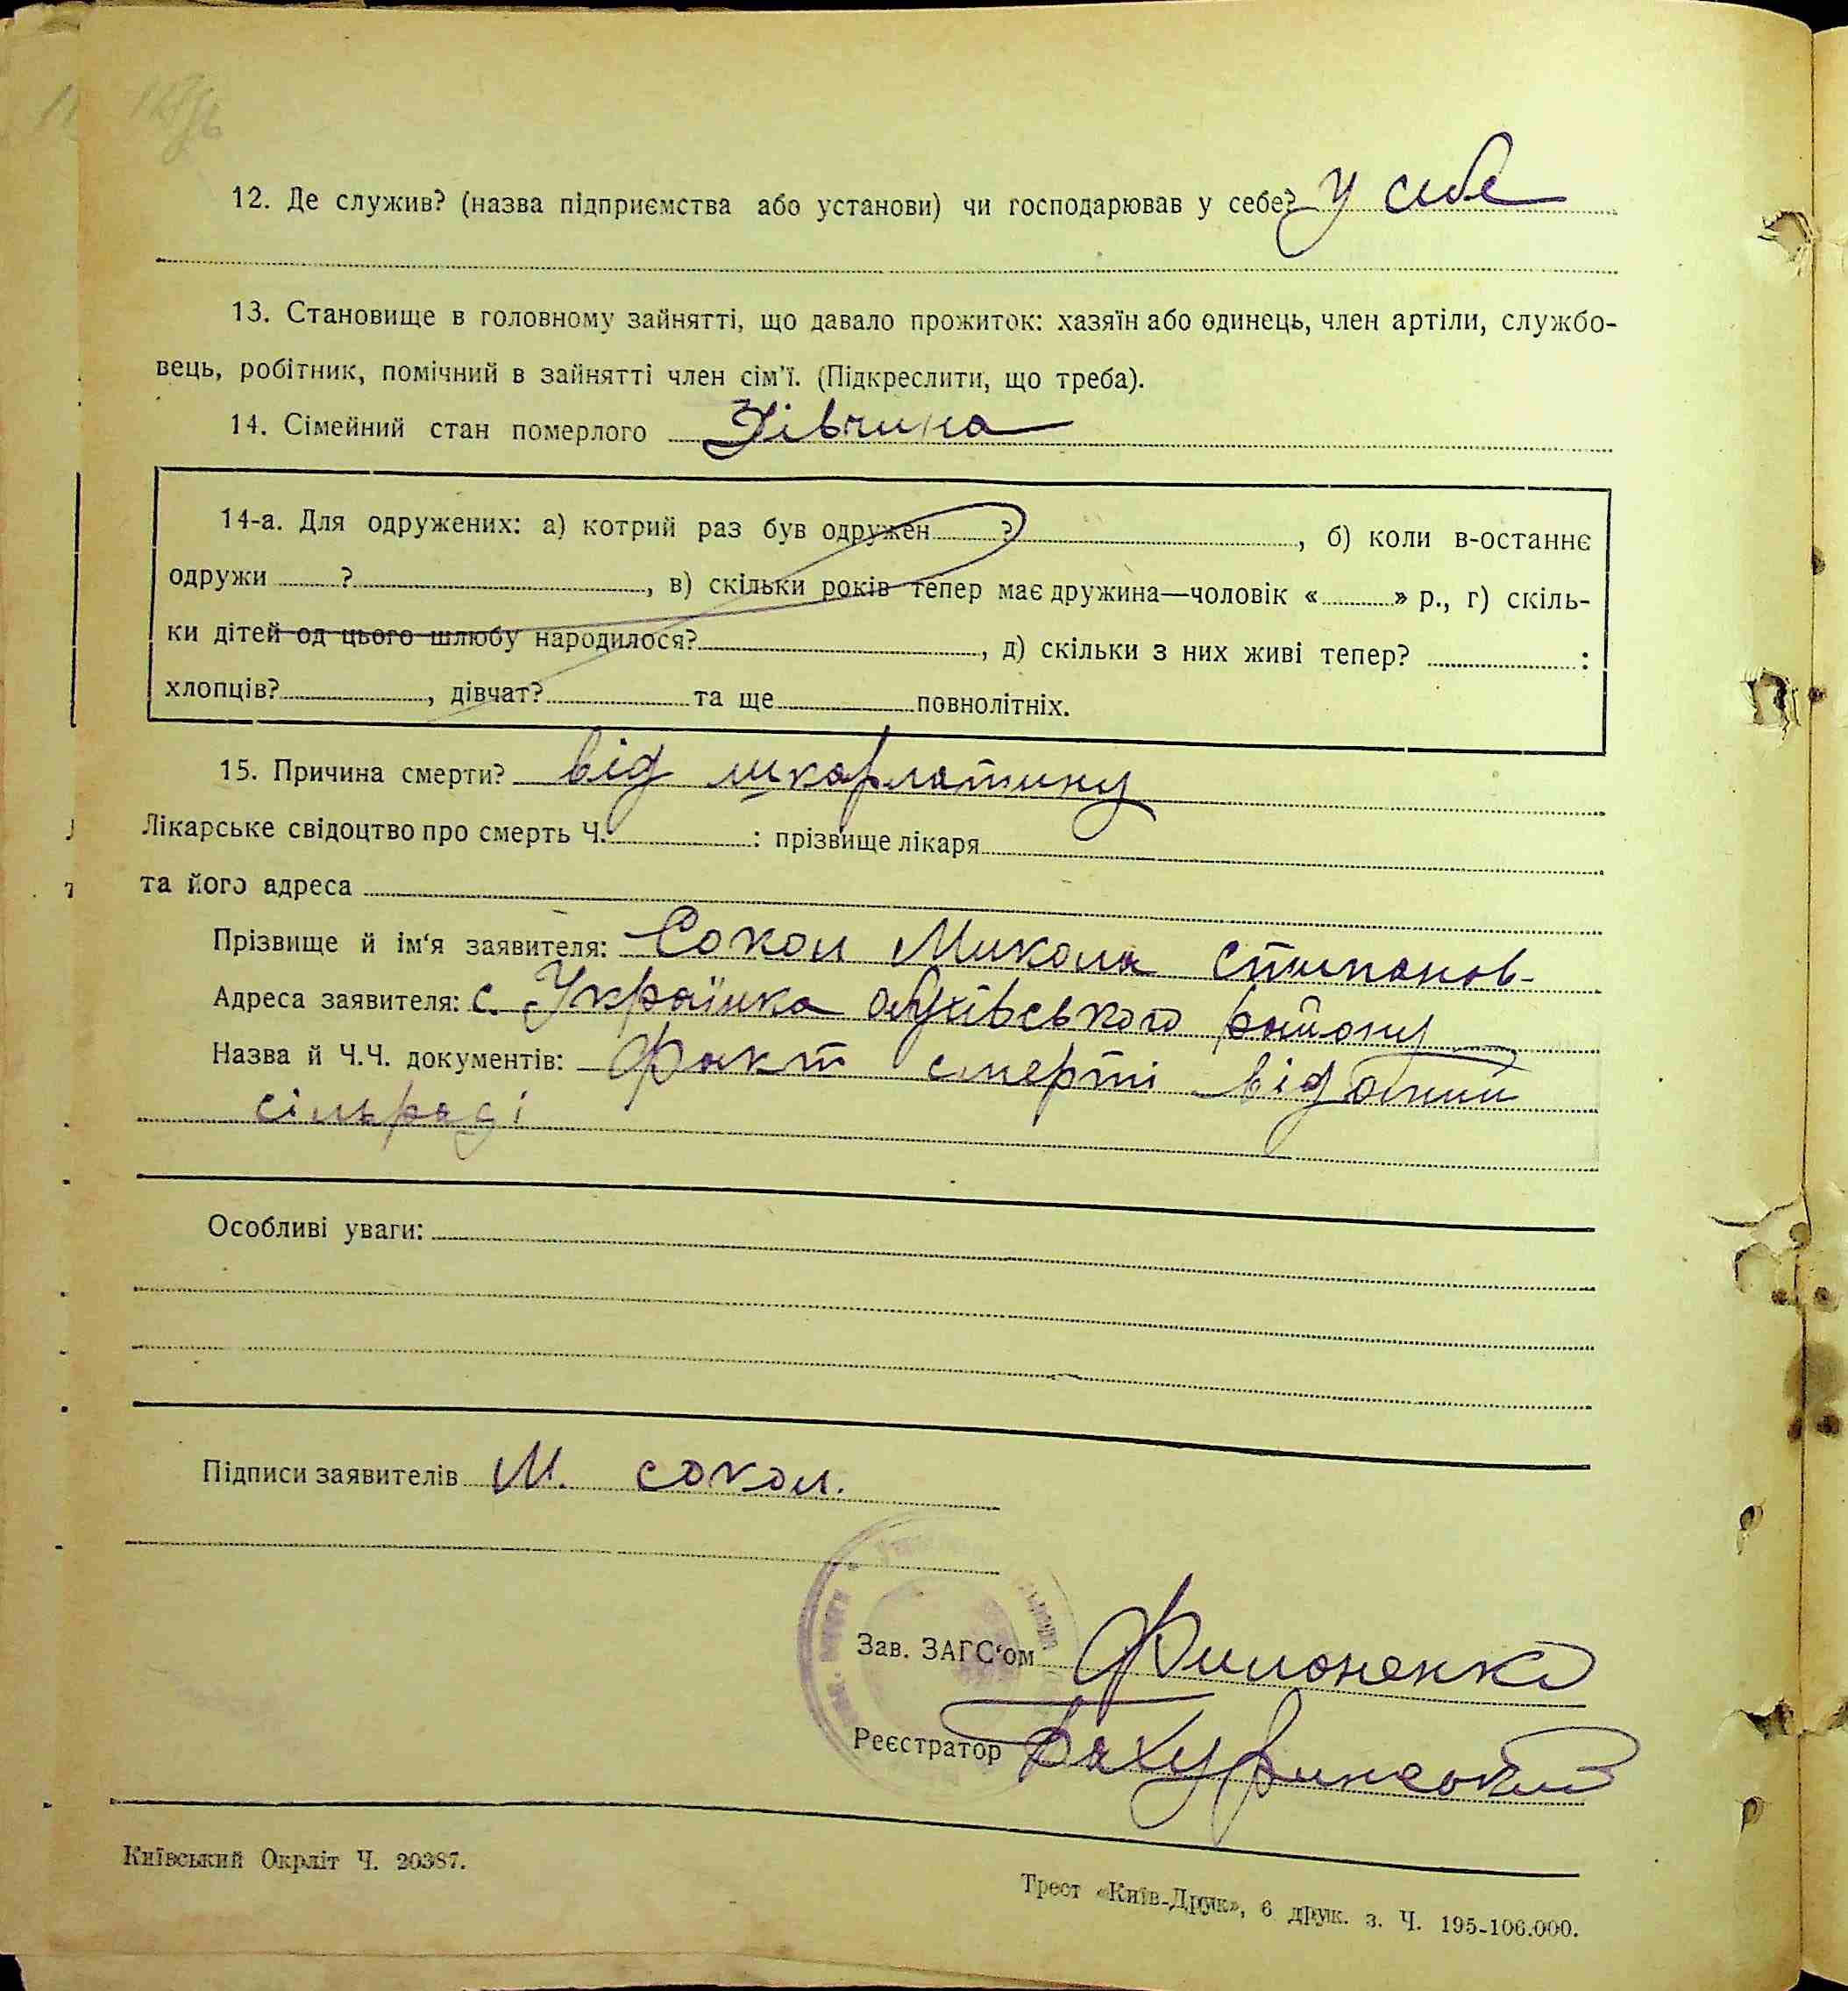 12. Де служив? (назва підприємства або установи) чи господарював у себе? У себе
13. Становище в головному зайнятті, що давало прожиток: хазяїн або одинець, член артіли, службо-
вець, робітник, помічний в зайнятті член сім'ї. (Підкреслити, що треба).
14. Сімейний стан померлого Дівчина
14-а. Для одружених: а) котрий раз був одружен ?, б) коли в-останнє
одружи ?, в) скільки років тепер має дружина—чоловік « » р., г) скіль-
ки дітей од цього шлюбу народилося?, д) скільки з них живі тепер? :
хлопців?, дівчат? та ще повнолітніх.
15. Причина смерти? від шкарлатину
Лікарське свідоцтво про смерть Ч. : прізвище лікаря
та його адреса
Прізвище й ім'я заявителя: Сокол Микола Степанов-
Адреса заявителя: с. Українка Обухівського району
Назва й Ч.Ч. документів: Факт смерті відомий
сільраді
Особливі уваги:
Підписи заявителів М. Сокол.
Зав. ЗАГС'ом Филоненко
Реєстратор Бахуринський
Київський Окрліт Ч. 20387.
Трест «Київ-Друк», 6 друк. з. Ч. 195-106.000.